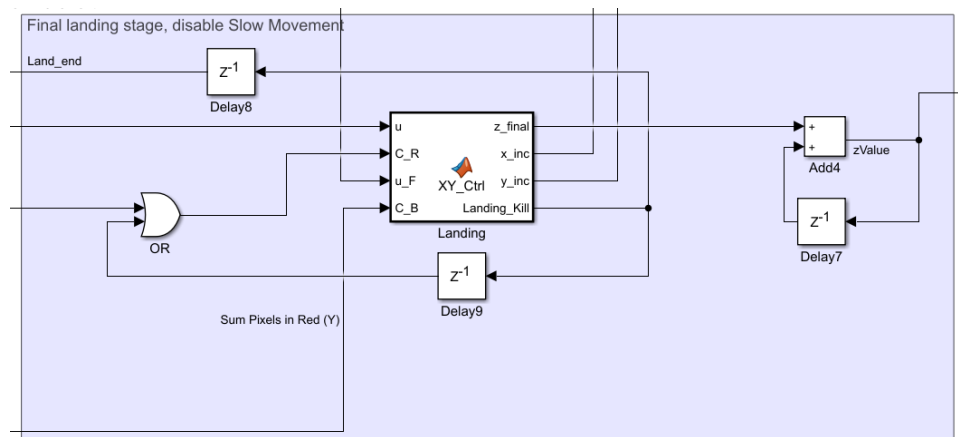 Final landing stage, disable Slow Movement
Land_end
Z-1
Delay8
u
C_R
u_F
C_B
XY_Ctrl
z_final
x_inc
y_inc
Landing_Kill
Landing
OR
Z-1
Delay9
Sum Pixels in Red (Y)
+
+
Add4
zValue
Z-1
Delay7